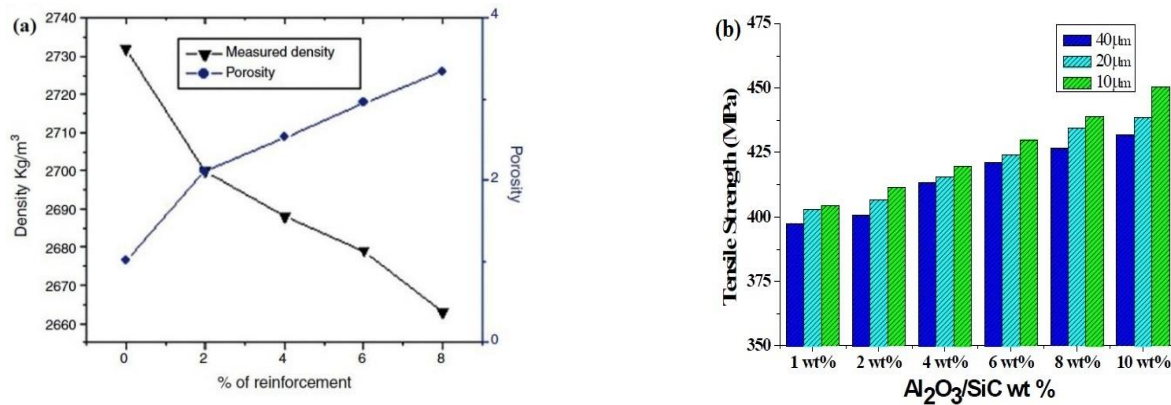 (a)
2740
2730
2720
2710
2700
2690
2680
2670
2660
Density Kg/m³
Measured density
Porosity
4
2
0
Porosity
0 2 4 6 8
% of reinforcement
(b)
475
450
425
400
375
350
Tensile Strength (MPa)
40μm
20μm
10μm
1 wt% 2 wt% 4 wt% 6 wt% 8 wt% 10 wt%
Al₂O₃/SiC wt %